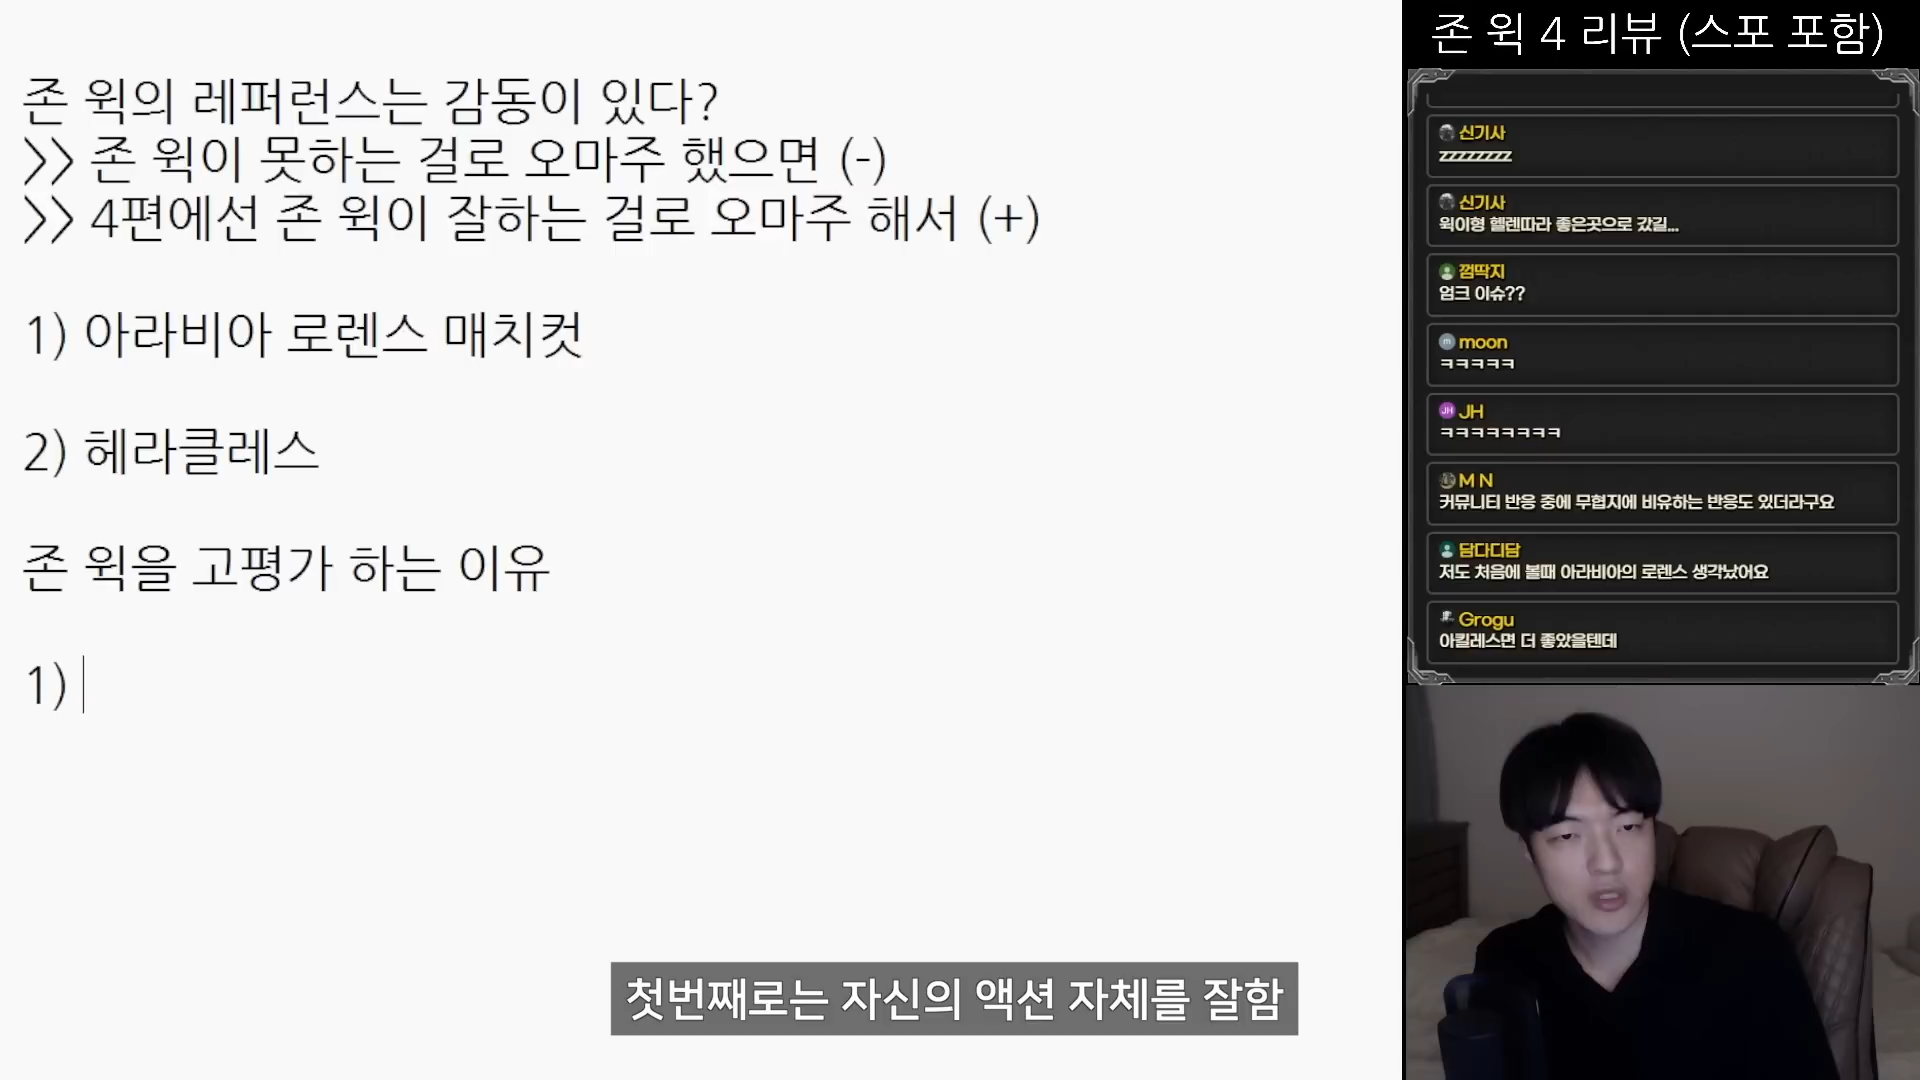 존 윅의 레퍼런스는 감동이 있다?
>> 존 윅이 못하는 걸로 오마주 했으면 (-)
>> 4편에선 존 윅이 잘하는 걸로 오마주 해서 (+)
1) 아라비아 로렌스 매치컷
2) 헤라클레스
존 윅을 고평가 하는 이유
1)
첫번째로는 자신의 액션 자체를 잘함
존 윅 4 리뷰 (스포 포함)
신기사
zzzzzzzz
신기사
윅이형 헬렌따라 좋은곳으로 갔길...
껌딱지
엄크 이슈??
m moon
ㅋㅋㅋㅋㅋ
JH JH
ㅋㅋㅋㅋㅋㅋㅋㅋ
M N
커뮤니티 반응 중에 무협지에 비유하는 반응도 있더라구요
담다디담
저도 처음에 볼때 아라비아의 로렌스 생각났어요
Grogu
아킬레스면 더 좋았을텐데